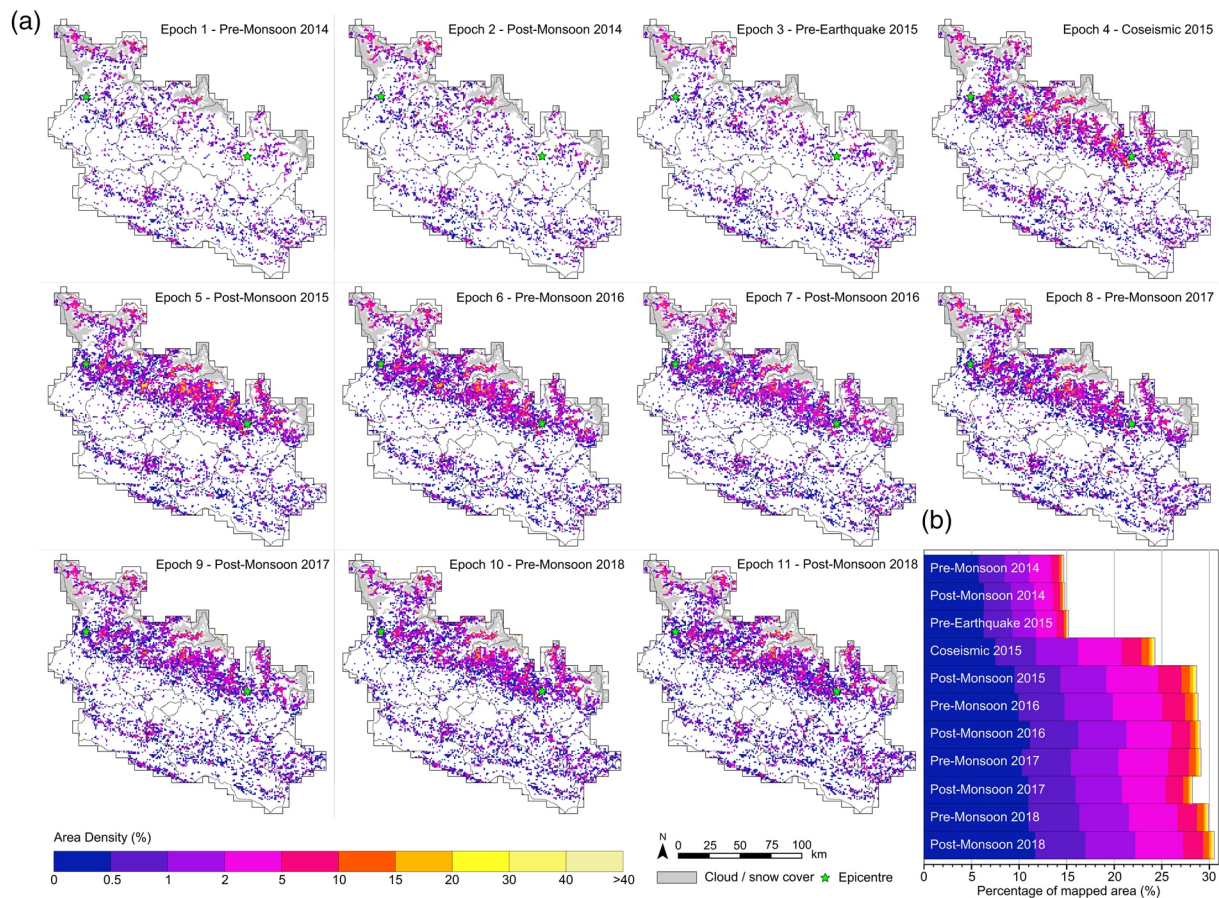 (a)
Epoch 1 - Pre-Monsoon 2014
Epoch 2 - Post-Monsoon 2014
Epoch 3 - Pre-Earthquake 2015
Epoch 4 - Coseismic 2015
Epoch 5 - Post-Monsoon 2015
Epoch 6 - Pre-Monsoon 2016
Epoch 7 - Post-Monsoon 2016
Epoch 8 - Pre-Monsoon 2017
Epoch 9 - Post-Monsoon 2017
Epoch 10 - Pre-Monsoon 2018
Epoch 11 - Post-Monsoon 2018
(b)
Pre-Monsoon 2014
Post-Monsoon 2014
Pre-Earthquake 2015
Coseismic 2015
Post-Monsoon 2015
Pre-Monsoon 2016
Post-Monsoon 2016
Pre-Monsoon 2017
Post-Monsoon 2017
Pre-Monsoon 2018
Post-Monsoon 2018
0 5 10 15 20 25 30
Percentage of mapped area (%)
Area Density (%)
0 0.5 1 2 5 10 15 20 30 40 >40
N
0 25 50 75 100
km
Cloud / snow cover
Epicentre